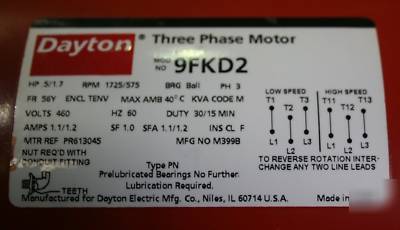 Dayton Three Phase Motor
MOD NO 9FKD2
HP .5/1.7 RPM 1725/575 BRG Ball PH 3
FR 56Y ENCL TENV MAX AMB 40°C KVA CODE M
VOLTS 460 HZ 60 DUTY 30/15 MIN
AMPS 1.1/1.2 SF 1.0 SFA 1.1/1.2 INS CL F
MTR REF PR613045 MFG NO M399B
NUT REQ'D WITH
CONDUIT FITTING
TEETH
Type PN
Prelubricated Bearings No Further
Lubrication Required.
Manufactured for Dayton Electric Mfg. Co., Niles, IL 60714 U.S.A.
LOW SPEED HIGH SPEED
T1 T3 T11 T13
T2 T12
L1 L3 L1 L3
L2 L2
TO REVERSE ROTATION INTER-
CHANGE ANY TWO LINE LEADS
Made in